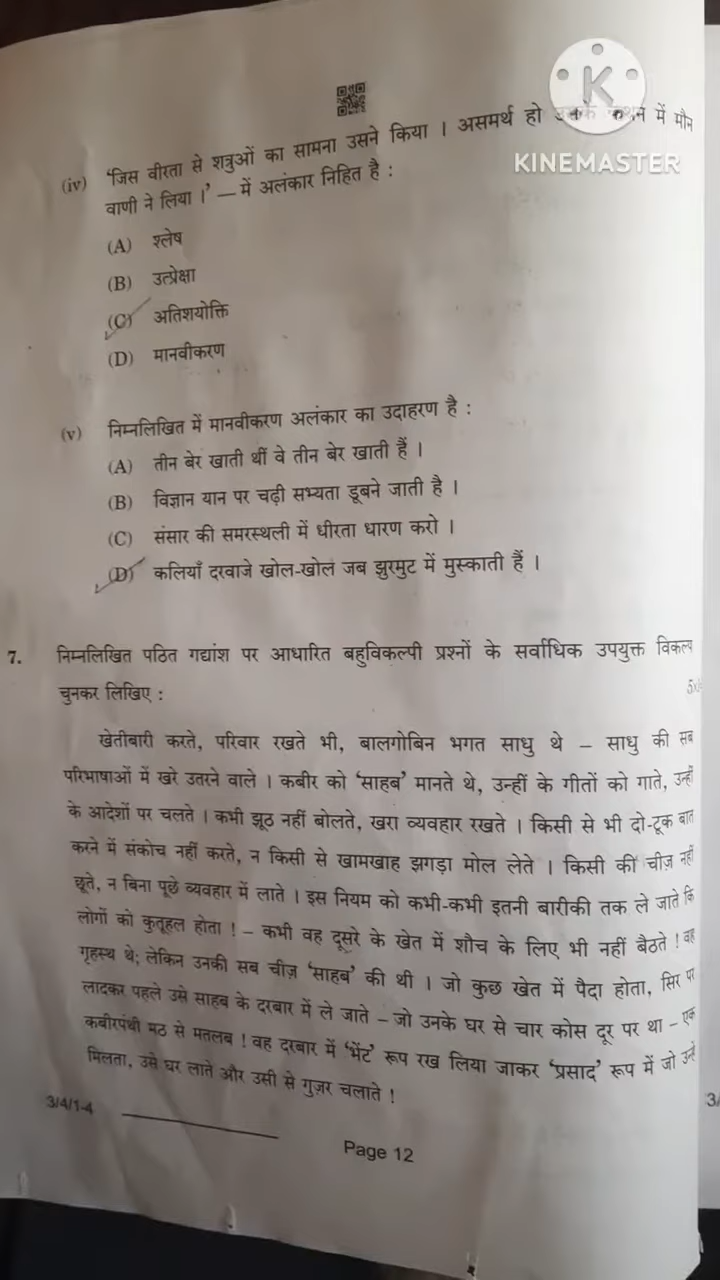 K
KINEMASTER
(iv) 'जिस वीरता से शत्रुओं का सामना उसने किया । असमर्थ हो उसके कथन में मौन
वाणी ने लिया ।' — में अलंकार निहित है :
(A) श्लेष
(B) उत्प्रेक्षा
(C) अतिशयोक्ति
(D) मानवीकरण
(v) निम्नलिखित में मानवीकरण अलंकार का उदाहरण है :
(A) तीन बेर खाती थीं वे तीन बेर खाती हैं ।
(B) विज्ञान यान पर चढ़ी सभ्यता डूबने जाती है ।
(C) संसार की समरस्थली में धीरता धारण करो ।
(D) कलियाँ दरवाजे खोल-खोल जब झुरमुट में मुस्काती हैं ।
7. निम्नलिखित पठित गद्यांश पर आधारित बहुविकल्पी प्रश्नों के सर्वाधिक उपयुक्त विकल्प
चुनकर लिखिए :
खेतीबारी करते, परिवार रखते भी, बालगोबिन भगत साधु थे – साधु की सब
परिभाषाओं में खरे उतरने वाले । कबीर को 'साहब' मानते थे, उन्हीं के गीतों को गाते, उन्हीं
के आदेशों पर चलते । कभी झूठ नहीं बोलते, खरा व्यवहार रखते । किसी से भी दो-टूक बात
करने में संकोच नहीं करते, न किसी से खामखाह झगड़ा मोल लेते । किसी की चीज़ नहीं
छूते, न बिना पूछे व्यवहार में लाते । इस नियम को कभी-कभी इतनी बारीकी तक ले जाते कि
लोगों को कुतूहल होता ! – कभी वह दूसरे के खेत में शौच के लिए भी नहीं बैठते ! वह
गृहस्थ थे; लेकिन उनकी सब चीज़ 'साहब' की थी । जो कुछ खेत में पैदा होता, सिर पर
लादकर पहले उसे साहब के दरबार में ले जाते – जो उनके घर से चार कोस दूर पर था – एक
कबीरपंथी मठ से मतलब ! वह दरबार में 'भेंट' रूप रख लिया जाकर 'प्रसाद' रूप में जो उन्हें
मिलता, उसे घर लाते और उसी से गुज़र चलाते !
3/4/1-4
Page 12